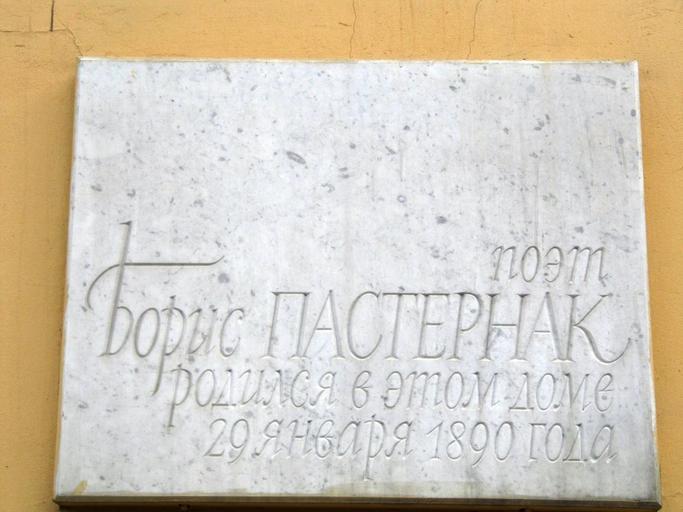 поэт
Борис ПАСТЕРНАК
родился в этом доме
29 января 1890 года